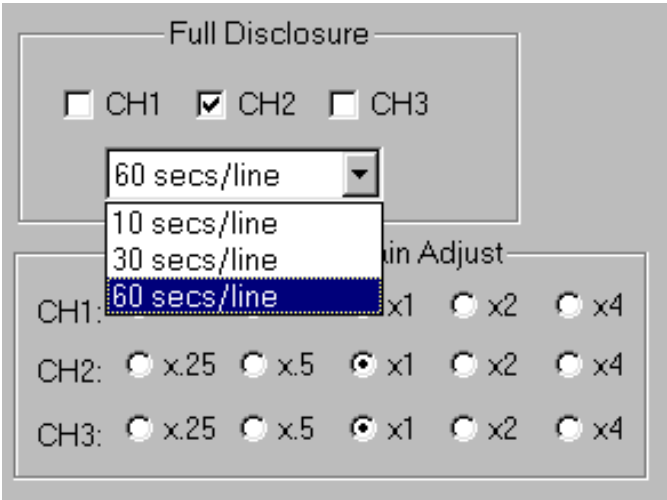 Full Disclosure
CH1 CH2 CH3
60 secs/line
10 secs/line
30 secs/line
60 secs/line
Adjust
CH1: x1 x2 x4
CH2: x.25 x.5 x1 x2 x4
CH3: x.25 x.5 x1 x2 x4